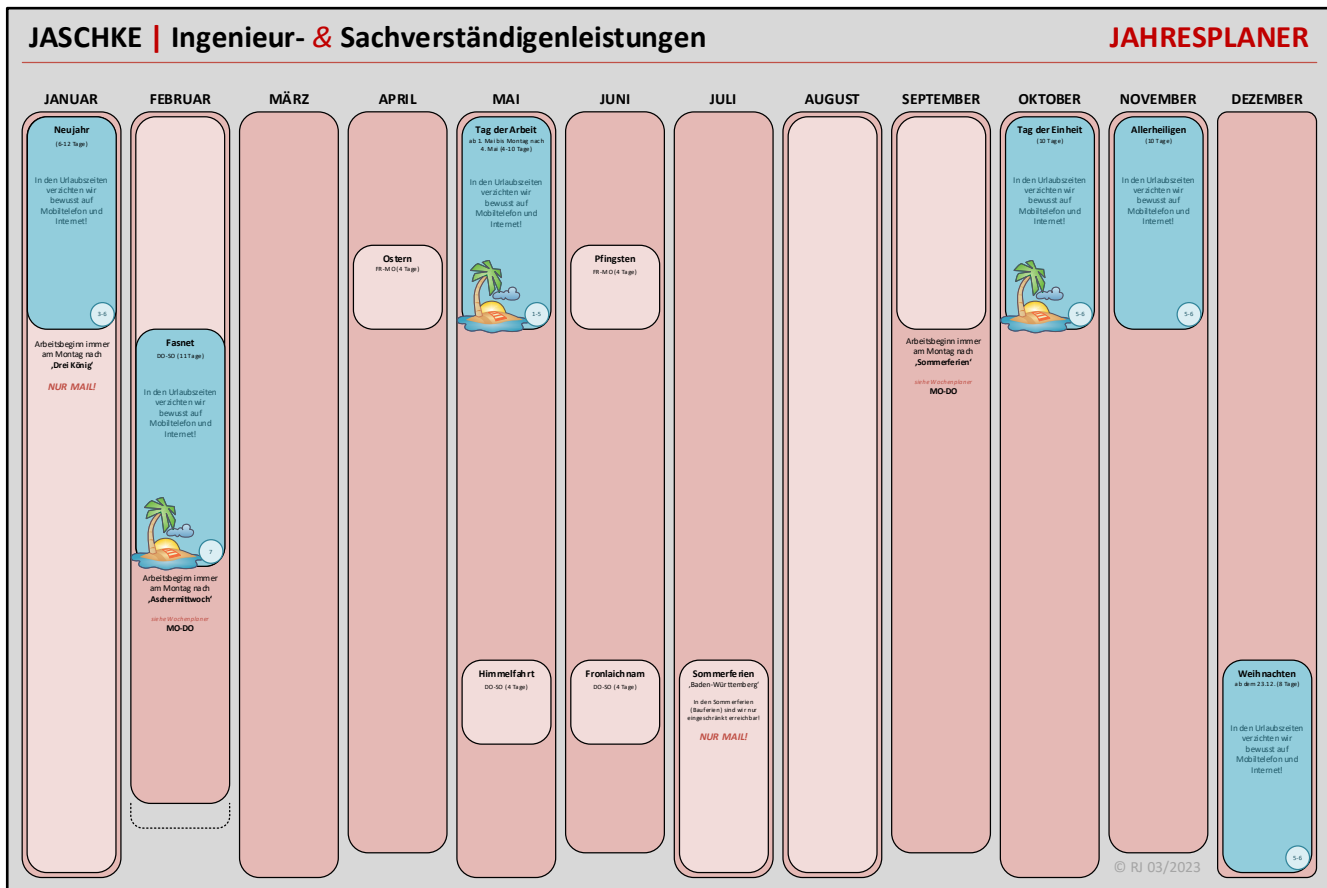 JASCHKE | Ingenieur- & Sachverständigenleistungen
JAHRESPLANER
JANUAR
FEBRUAR
MÄRZ
APRIL
MAI
JUNI
JULI
AUGUST
SEPTEMBER
OKTOBER
NOVEMBER
DEZEMBER
Neujahr
(6-12 Tage)
In den Urlaubszeiten
verzichten wir
bewusst auf
Mobiltelefon und
Internet!
5-6
Arbeitsbeginn immer
am Montag nach
‚Drei König'
NUR MAIL!
Fasnet
DO-SO (11 Tage)
In den Urlaubszeiten
verzichten wir
bewusst auf
Mobiltelefon und
Internet!
7
Arbeitsbeginn immer
am Montag nach
‚Aschermittwoch'
siehe Wochenplaner
MO-DO
Ostern
FR-MO (4 Tage)
Tag der Arbeit
ab 1. Mai bis Montag nach
4. Mai (4-10 Tage)
In den Urlaubszeiten
verzichten wir
bewusst auf
Mobiltelefon und
Internet!
1-5
Himmelfahrt
DO-SO (4 Tage)
Pfingsten
FR-MO (4 Tage)
Fronlaichnam
DO-SO (4 Tage)
Sommerferien
‚Baden-Württemberg'
In den Sommerferien
(Bauferien) sind wir nur
eingeschränkt erreichbar!
NUR MAIL!
Arbeitsbeginn immer
am Montag nach
‚Sommerferien'
siehe Wochenplaner
MO-DO
Tag der Einheit
(10 Tage)
In den Urlaubszeiten
verzichten wir
bewusst auf
Mobiltelefon und
Internet!
5-6
Allerheiligen
(10 Tage)
In den Urlaubszeiten
verzichten wir
bewusst auf
Mobiltelefon und
Internet!
5-6
Weihnachten
ab dem 23.12. (8 Tage)
In den Urlaubszeiten
verzichten wir
bewusst auf
Mobiltelefon und
Internet!
5-6
© RJ 03/2023